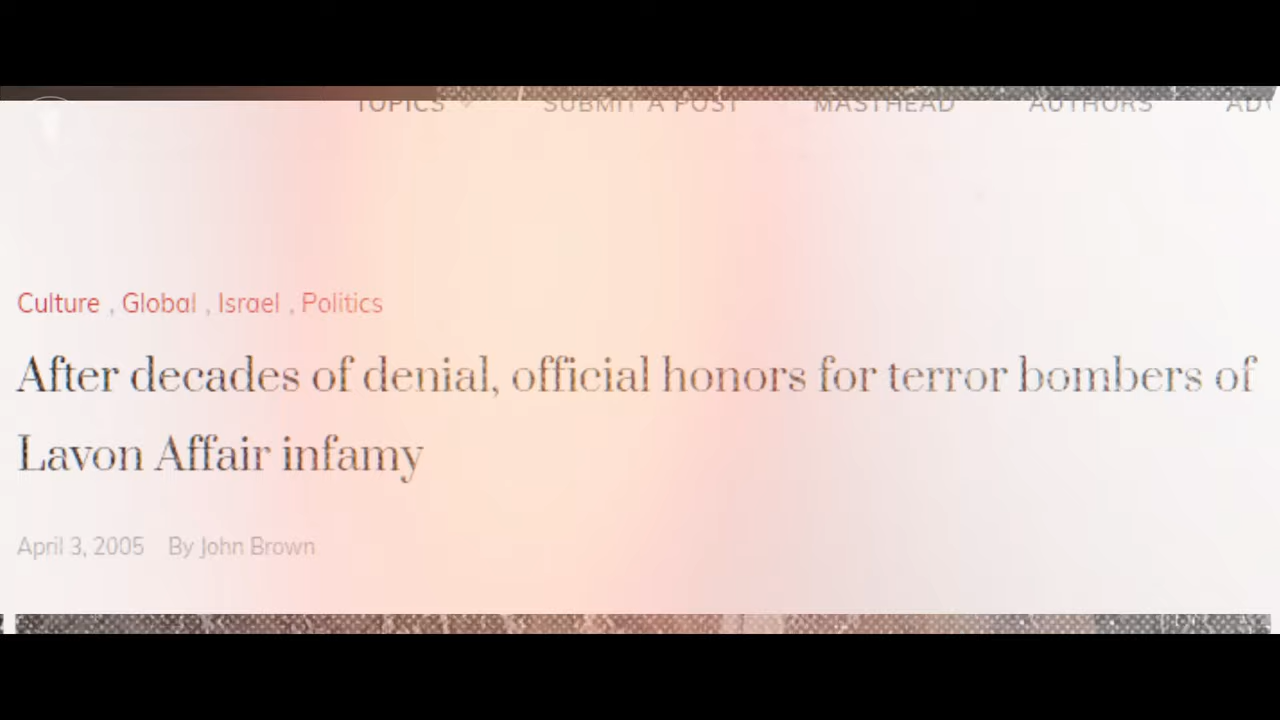 TOPICS SUBMIT A POST MASTHEAD AUTHORS
Culture , Global , Israel , Politics
After decades of denial, official honors for terror bombers of
Lavon Affair infamy
April 3, 2005 By John Brown